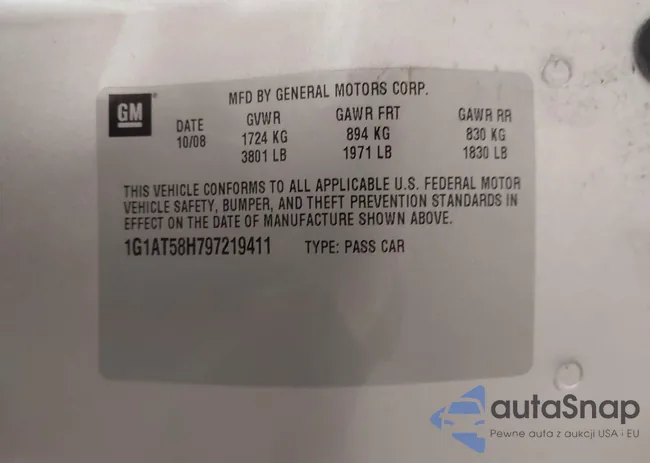 GM
MFD BY GENERAL MOTORS CORP.
DATE GVWR GAWR FRT GAWR RR
10/08 1724 KG 894 KG 830 KG
3801 LB 1971 LB 1830 LB
THIS VEHICLE CONFORMS TO ALL APPLICABLE U.S. FEDERAL MOTOR
VEHICLE SAFETY, BUMPER, AND THEFT PREVENTION STANDARDS IN
EFFECT ON THE DATE OF MANUFACTURE SHOWN ABOVE.
1G1AT58H797219411 TYPE: PASS CAR
autaSnap
Pewne auta z aukcji USA i EU